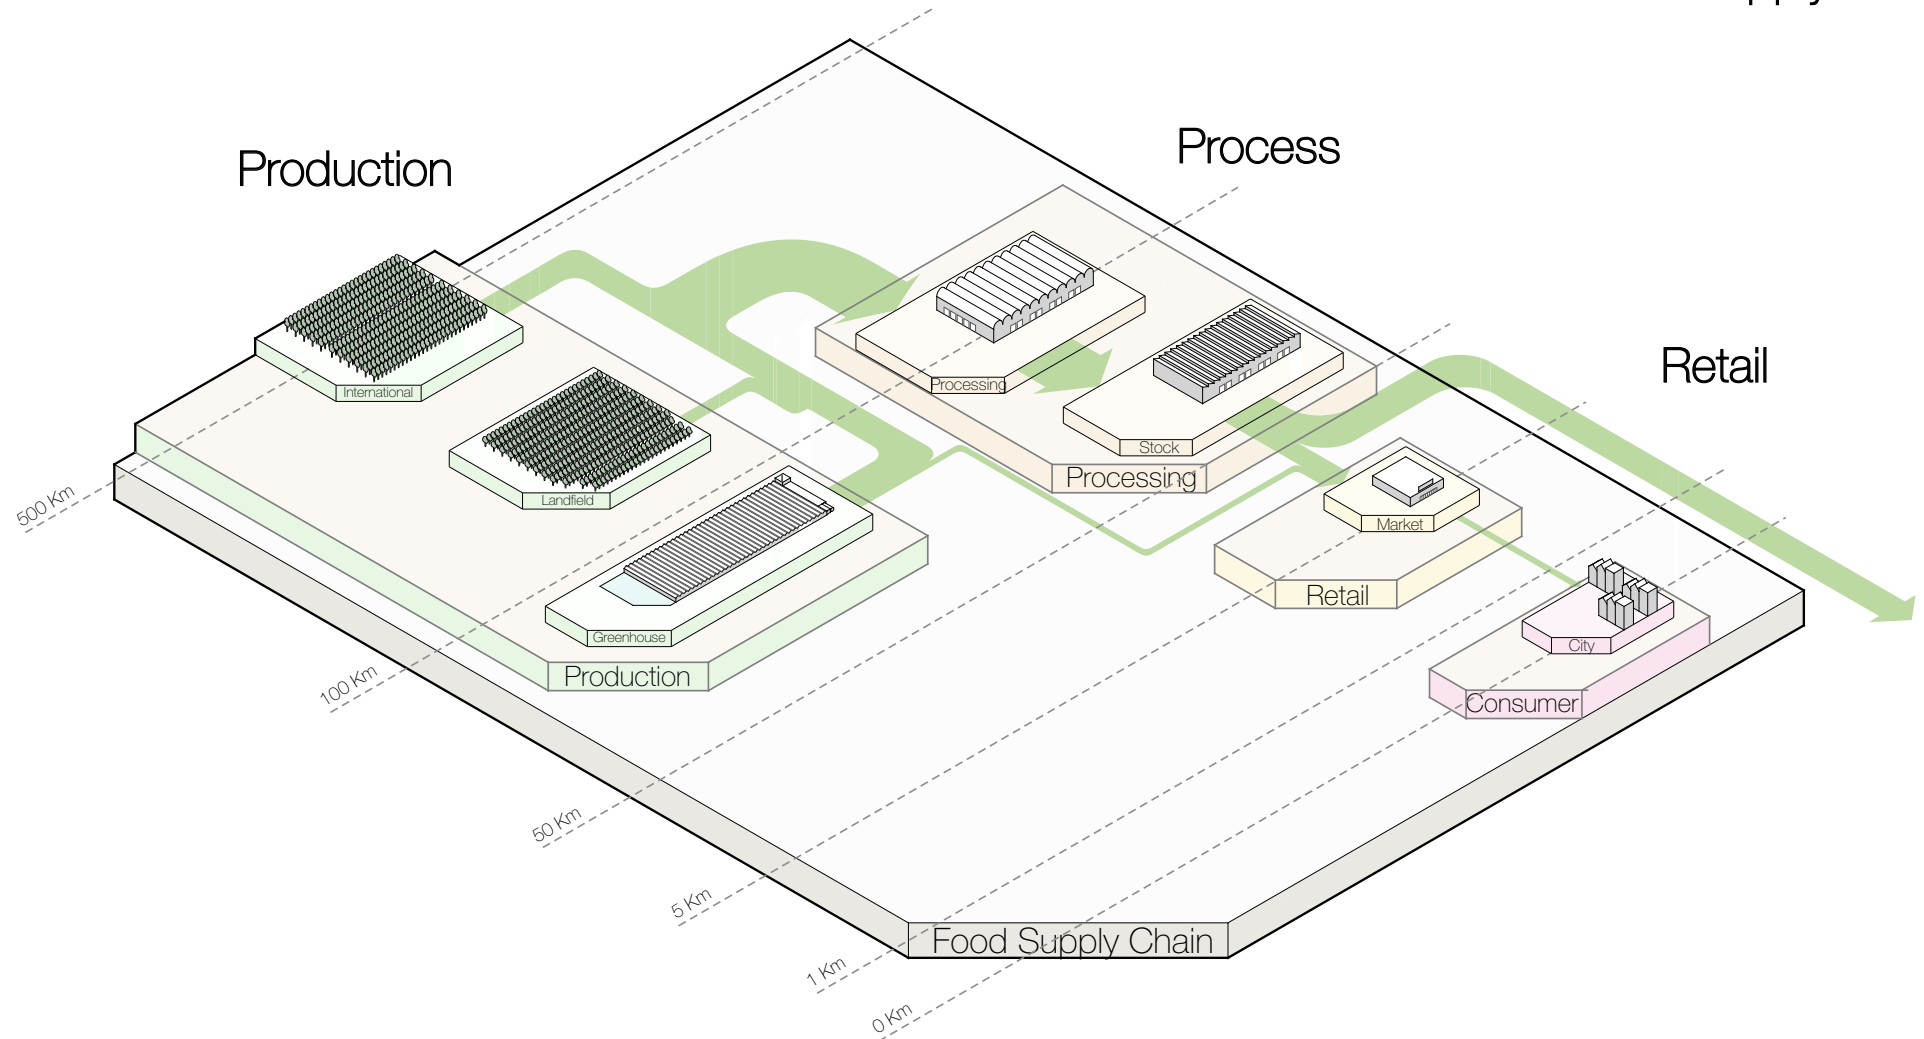 Production
Process
Retail
International
Landfield
Greenhouse
Production
Processing
Stock
Processing
Market
Retail
City
Consumer
500 Km
100 Km
50 Km
5 Km
1 Km
0 Km
Food Supply Chain